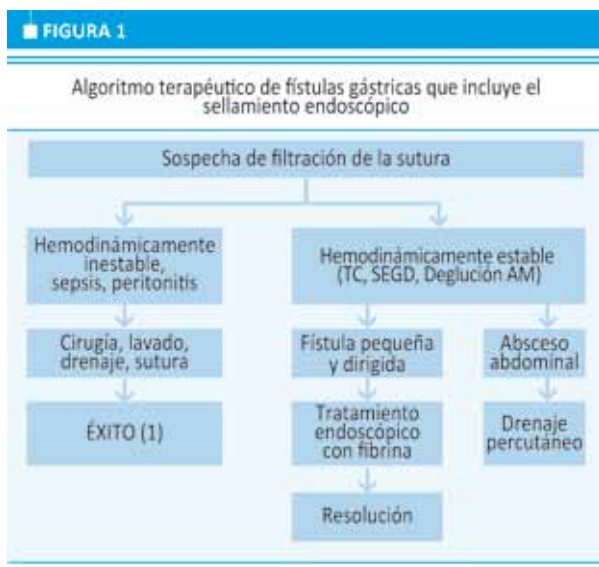 FIGURA 1
Algoritmo terapéutico de fístulas gástricas que incluye el
sellamiento endoscópico
Sospecha de filtración de la sutura
Hemodinámicamente
inestable,
sepsis, peritonitis
Hemodinámicamente estable
(TC, SEGD, Deglución AM)
Cirugía, lavado,
drenaje, sutura
Fístula pequeña
y dirigida
Absceso
abdominal
ÉXITO (1)
Tratamiento
endoscópico
con fibrina
Drenaje
percutáneo
Resolución